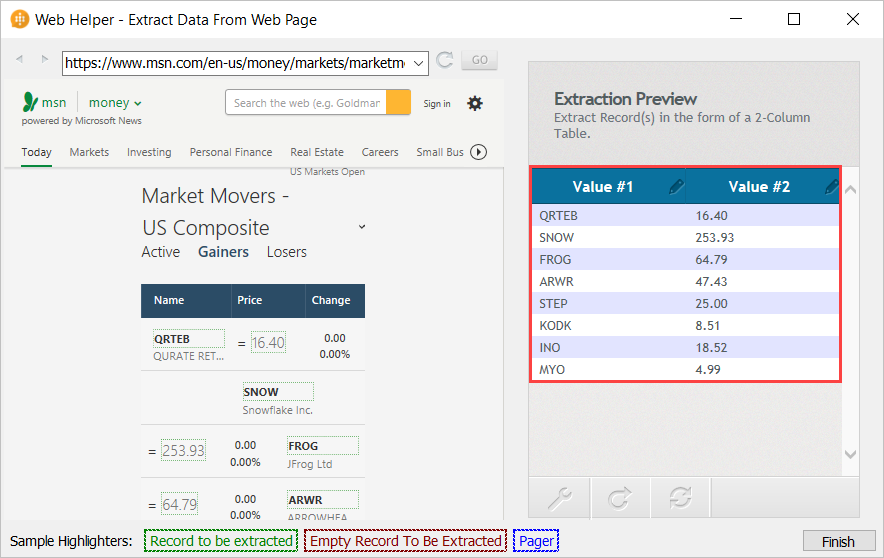 Web Helper - Extract Data From Web Page
https://www.msn.com/en-us/money/markets/marketmo
GO
msn money
powered by Microsoft News
Search the web (e.g. Goldman
Sign in
Today Markets Investing Personal Finance Real Estate Careers Small Bus
US Markets Open
Market Movers -
US Composite
Active Gainers Losers
Name Price Change
QRTEB = 16.40 0.00
QURATE RET... 0.00%
SNOW
Snowflake Inc.
= 253.93 0.00 FROG
0.00% JFrog Ltd
= 64.79 0.00 ARWR
0.00% ARROWHEA
Extraction Preview
Extract Record(s) in the form of a 2-Column
Table.
Value #1 Value #2
QRTEB 16.40
SNOW 253.93
FROG 64.79
ARWR 47.43
STEP 25.00
KODK 8.51
INO 18.52
MYO 4.99
Sample Highlighters: Record to be extracted Empty Record To Be Extracted Pager
Finish